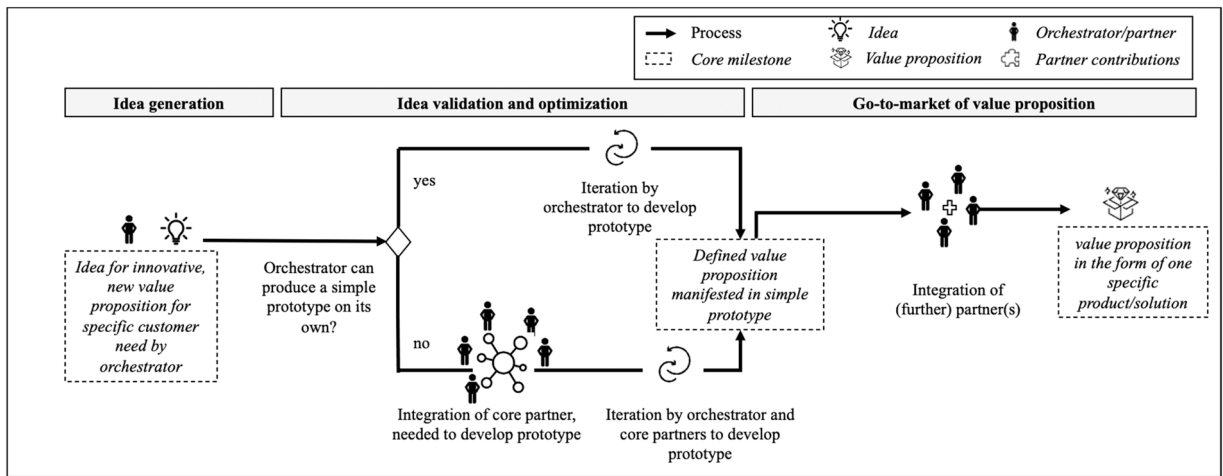 Process
Idea
Orchestrator/partner
Core milestone
Value proposition
Partner contributions
Idea generation
Idea validation and optimization
Go-to-market of value proposition
Idea for innovative,
new value
proposition for
specific customer
need by
orchestrator
Orchestrator can
produce a simple
prototype on its
own?
yes
Iteration by
orchestrator to develop
prototype
no
Integration of core partner,
needed to develop prototype
Iteration by orchestrator and
core partners to develop
prototype
Defined value
proposition
manifested in simple
prototype
Integration of
(further) partner(s)
value proposition
in the form of one
specific
product/solution